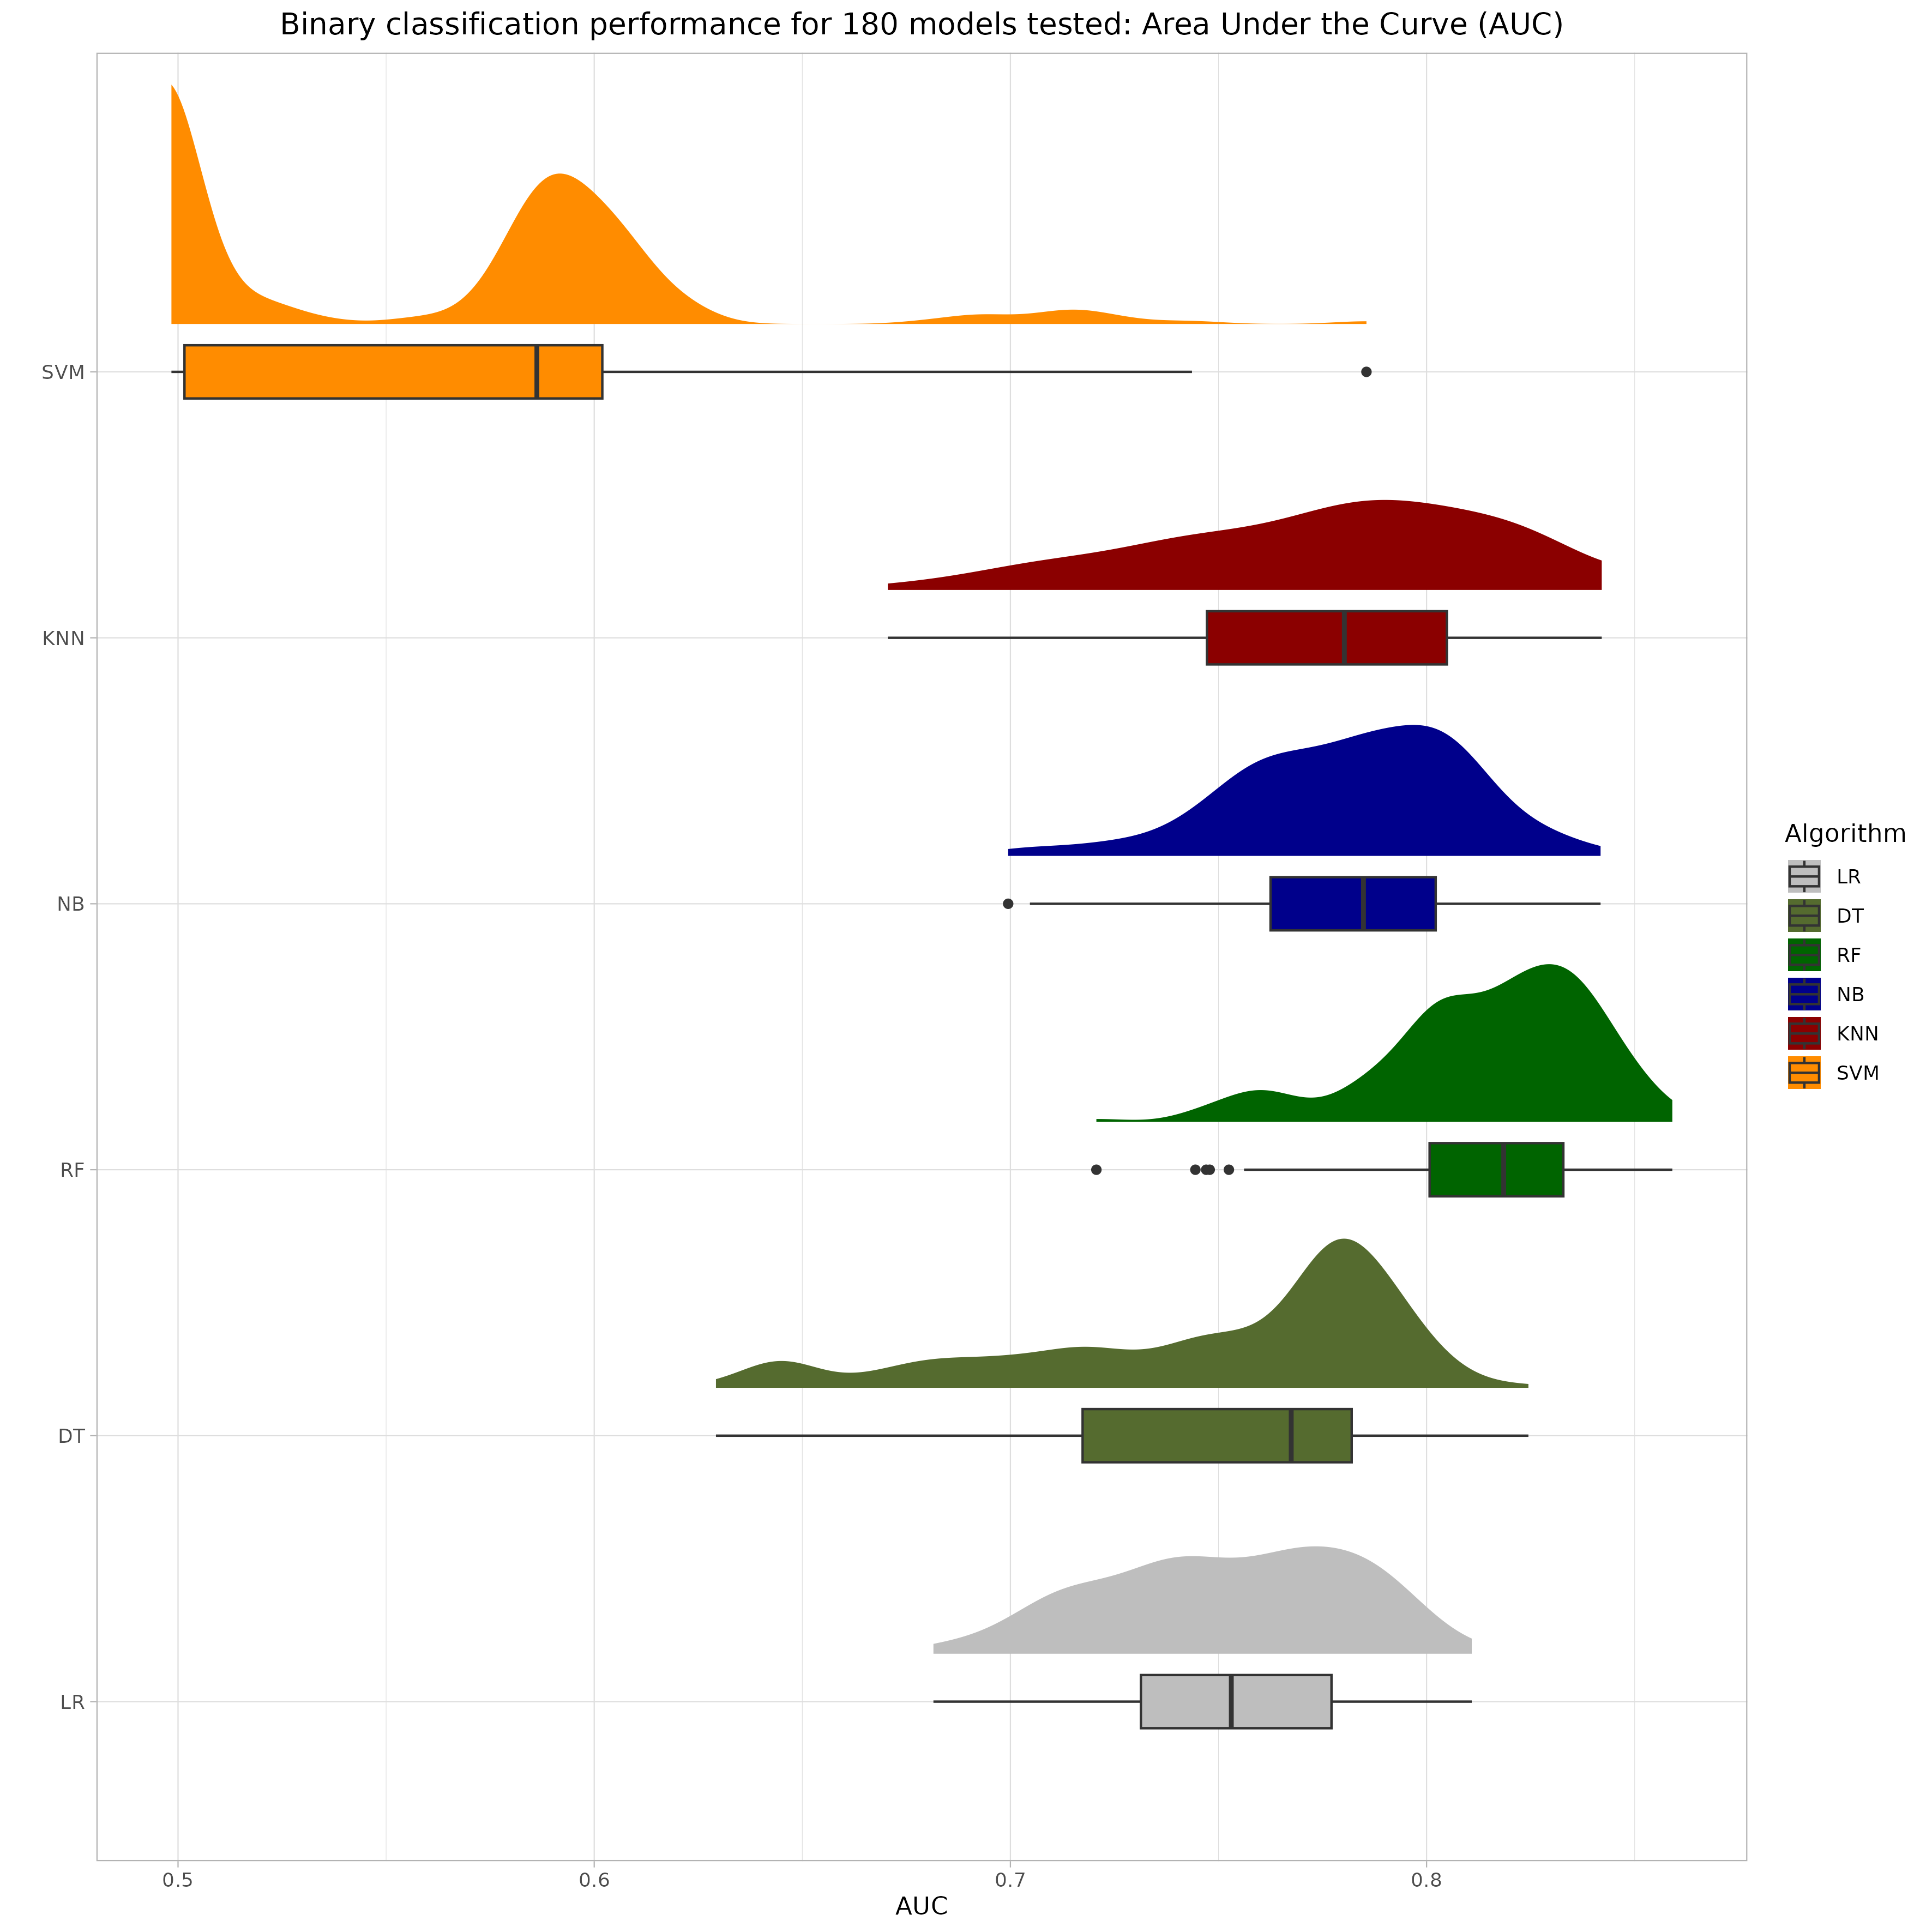 Binary classification performance for 180 models tested: Area Under the Curve (AUC)
SVM
KNN
NB
RF
DT
LR
0.5 0.6 0.7 0.8
AUC
Algorithm
LR
DT
RF
NB
KNN
SVM